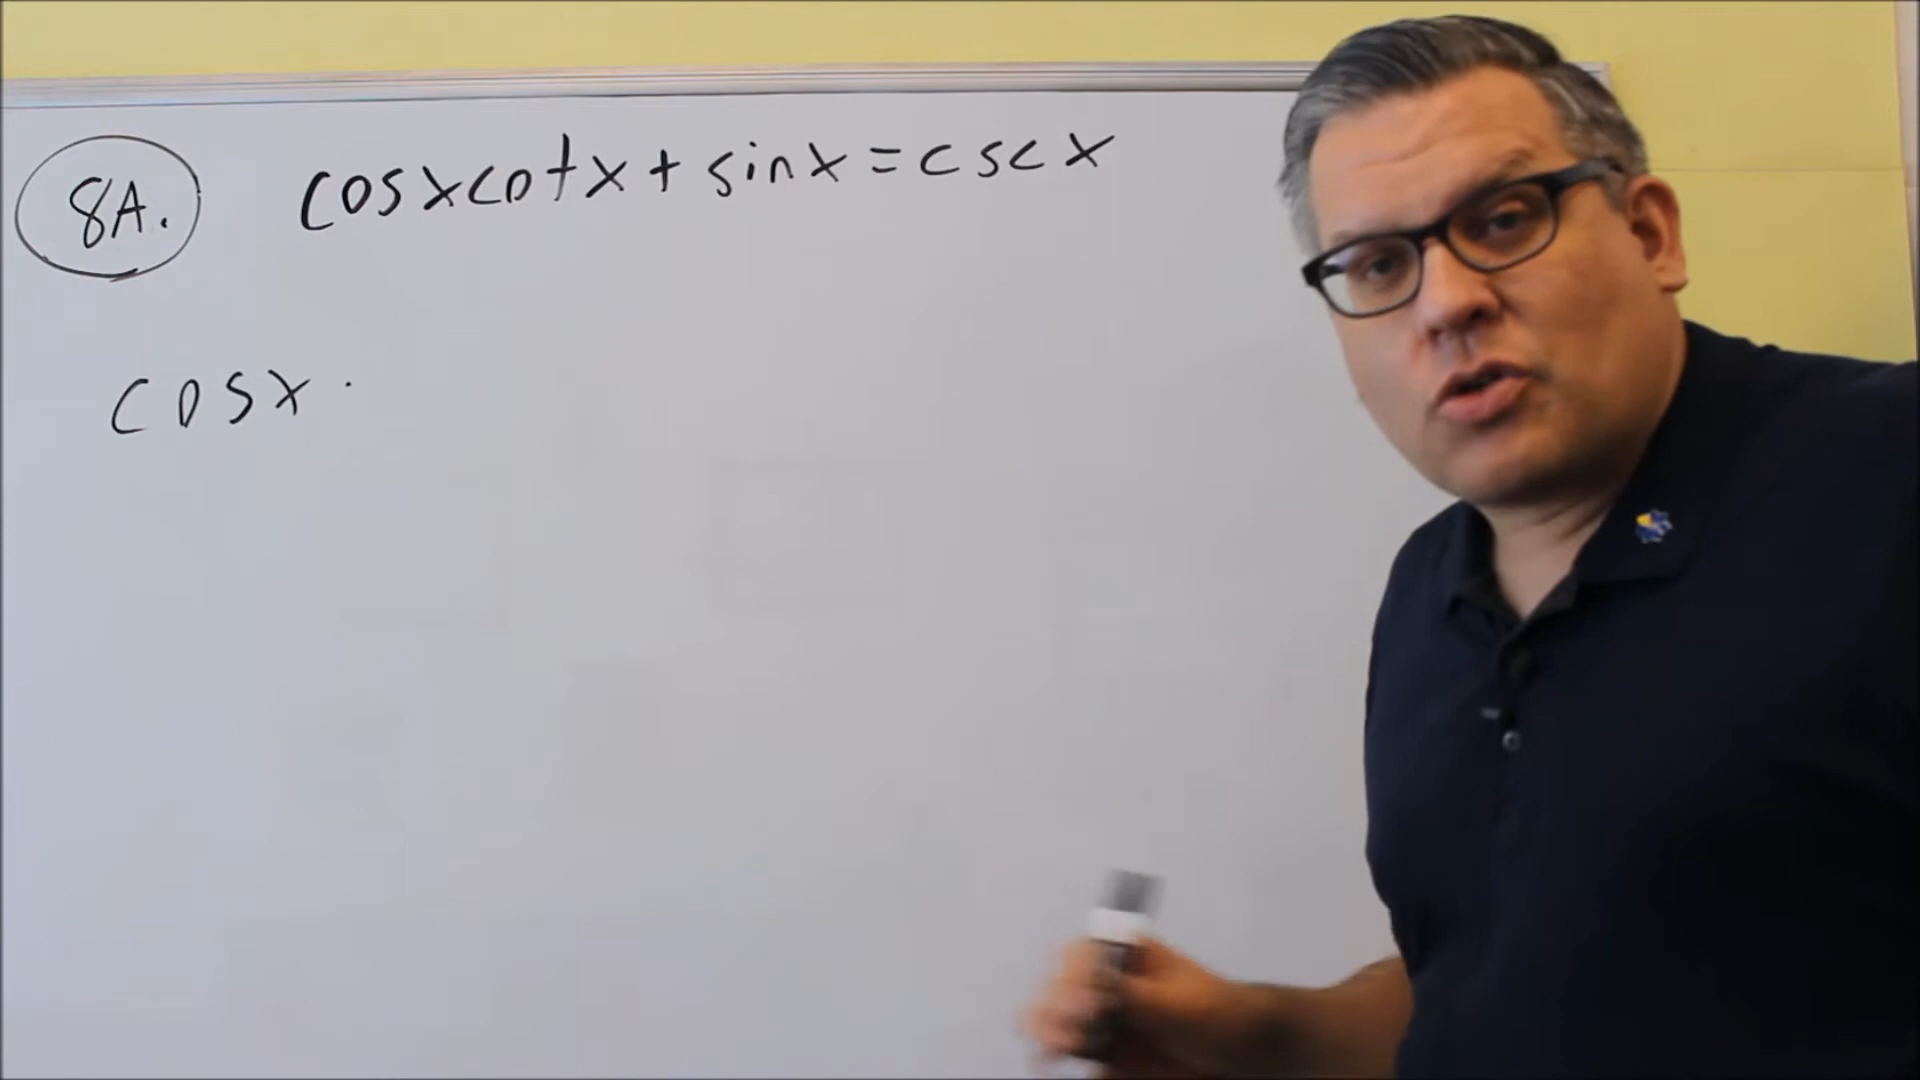 8A. cosxcotx + sinx = cscx
cosx ·